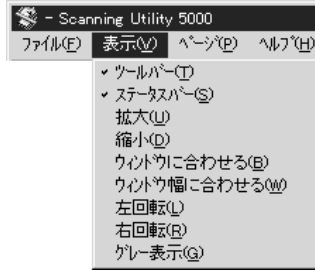 - Scanning Utility 5000
ﾌｧｲﾙ(F) 表示(V) ﾍﾟｰｼﾞ(P) ﾍﾙﾌﾟ(H)
ﾂｰﾙﾊﾞｰ(T)
ｽﾃｰﾀｽﾊﾞｰ(S)
拡大(U)
縮小(D)
ｳｨﾝﾄﾞｳに合わせる(B)
ｳｨﾝﾄﾞｳ幅に合わせる(W)
左回転(L)
右回転(R)
ｸﾞﾚｰ表示(G)